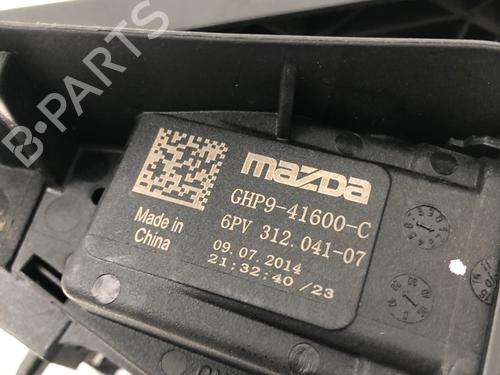 B-PARTS
mazda
GHP9-41600-C
6PV 312.041-07
09.07.2014
21:32:40 /23
Made in
China